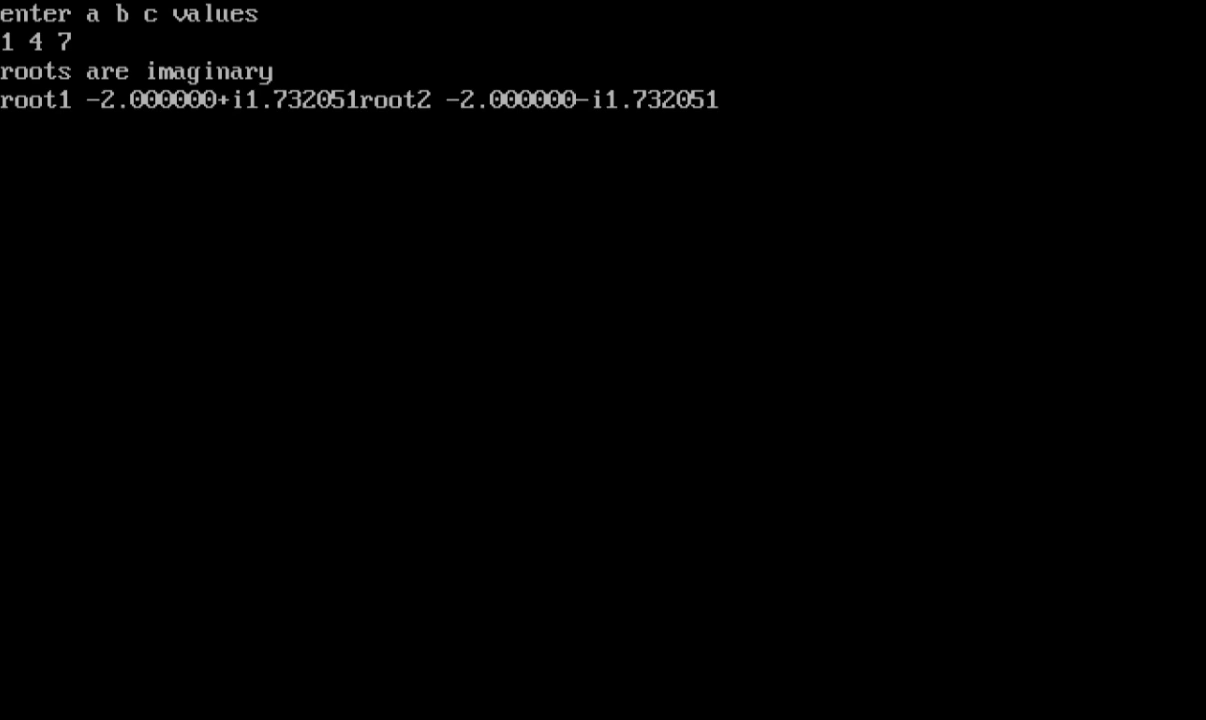 enter a b c values
1 4 7
roots are imaginary
root1 -2.000000+i1.732051root2 -2.000000-i1.732051